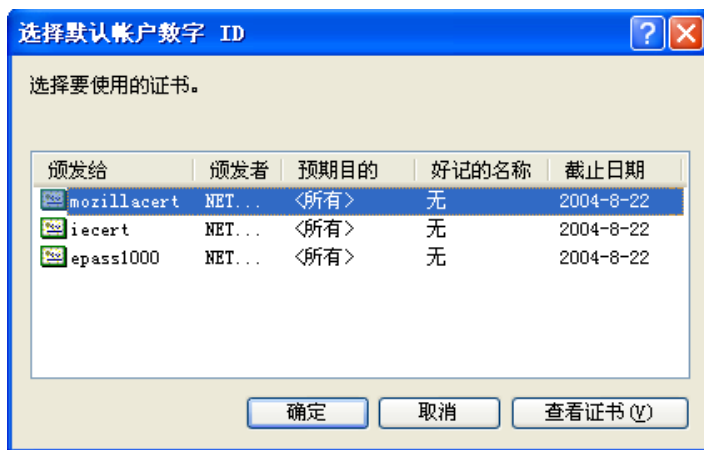 选择默认帐户数字 ID
选择要使用的证书。
颁发给 颁发者 预期目的 好记的名称 截止日期
mozillacert NET... <所有> 无 2004-8-22
iecert NET... <所有> 无 2004-8-22
epass1000 NET... <所有> 无 2004-8-22
确定 取消 查看证书(V)